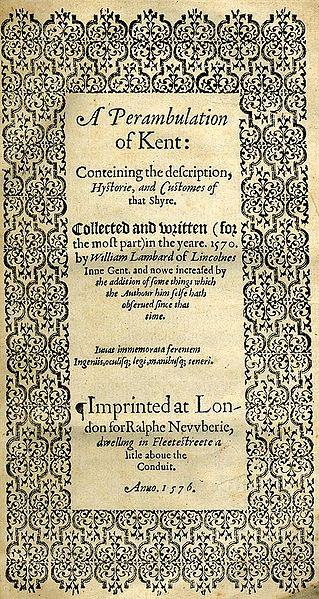 A Perambulation
of Kent:
Conteining the deſcription,
Hyſtorie, and Cuſtomes of
that Shyre.
Collected and written (for
the moſt part) in the yeare. 1570.
by William Lambard of Lincolnes
Inne Gent. and nowe increaſed by
the addition of ſome things which
the Authour him ſelfe hath
obſerued ſince that
time.
Iuuat immemorata ferentem
Ingeniis, oculiſq; legi, manibuſq; teneri.
¶Imprinted at Lon-
don for Ralphe Nevvberie,
dwelling in Fleeteſtreete a
litle aboue the
Conduit.
Anno. 1576.